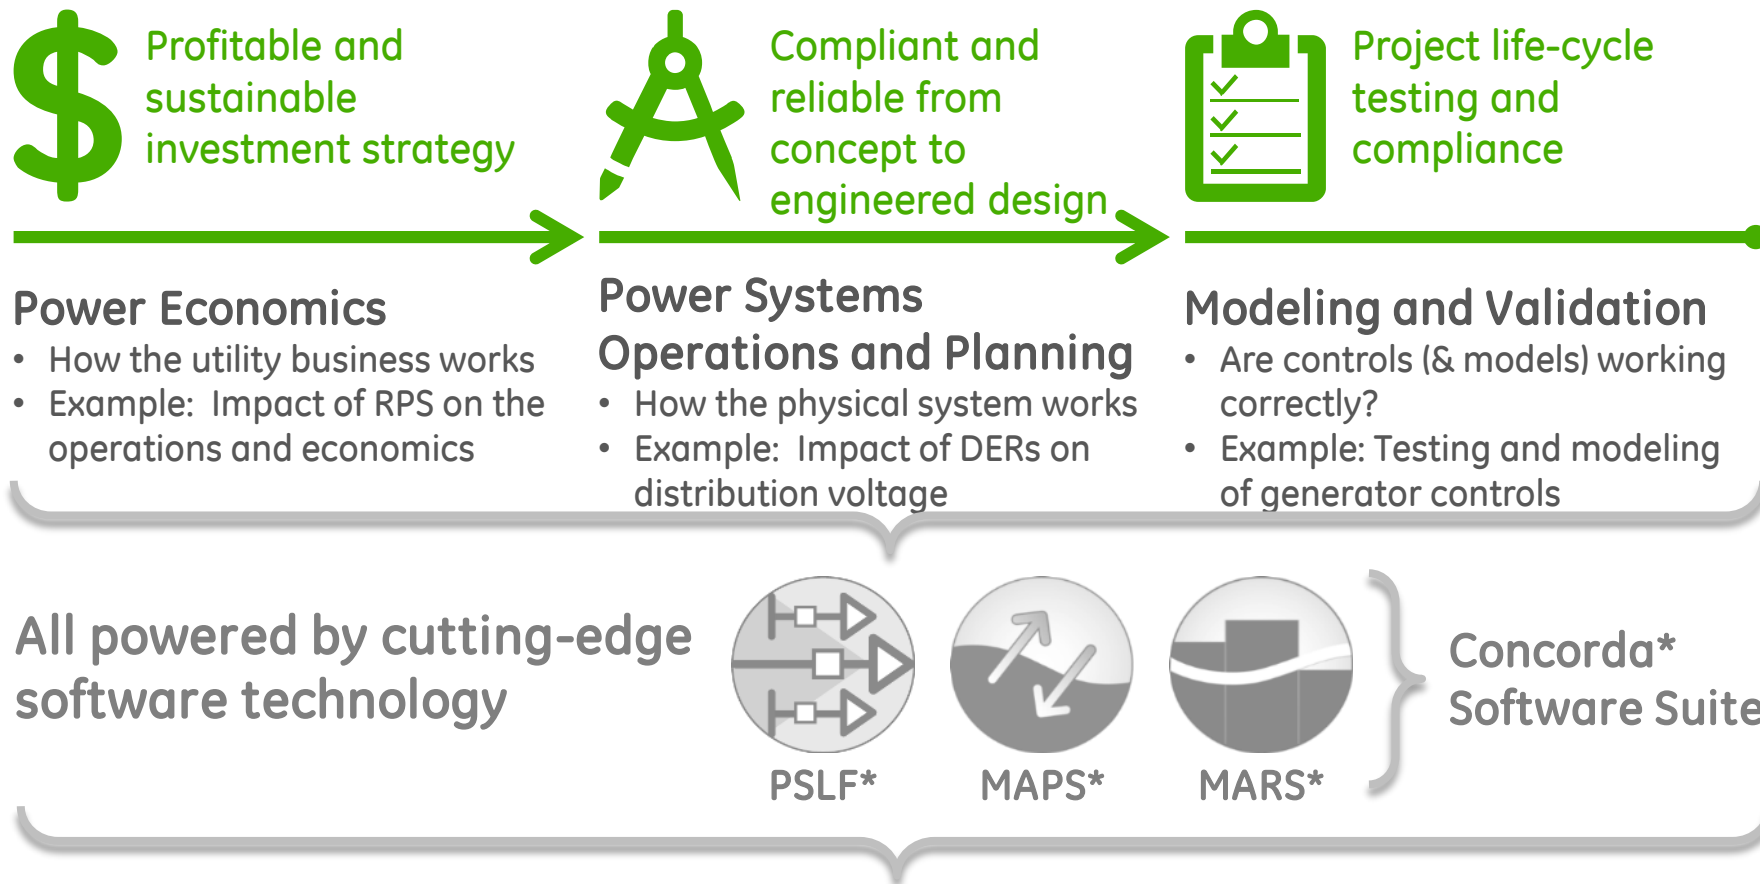 Profitable and
sustainable
investment strategy
Compliant and
reliable from
concept to
engineered design
Project life-cycle
testing and
compliance
Power Economics
• How the utility business works
• Example:  Impact of RPS on the
operations and economics
Power Systems
Operations and Planning
• How the physical system works
• Example:  Impact of DERs on
distribution voltage
Modeling and Validation
• Are controls (& models) working
correctly?
• Example: Testing and modeling
of generator controls
All powered by cutting-edge
software technology
PSLF*
MAPS*
MARS*
Concorda*
Software Suite